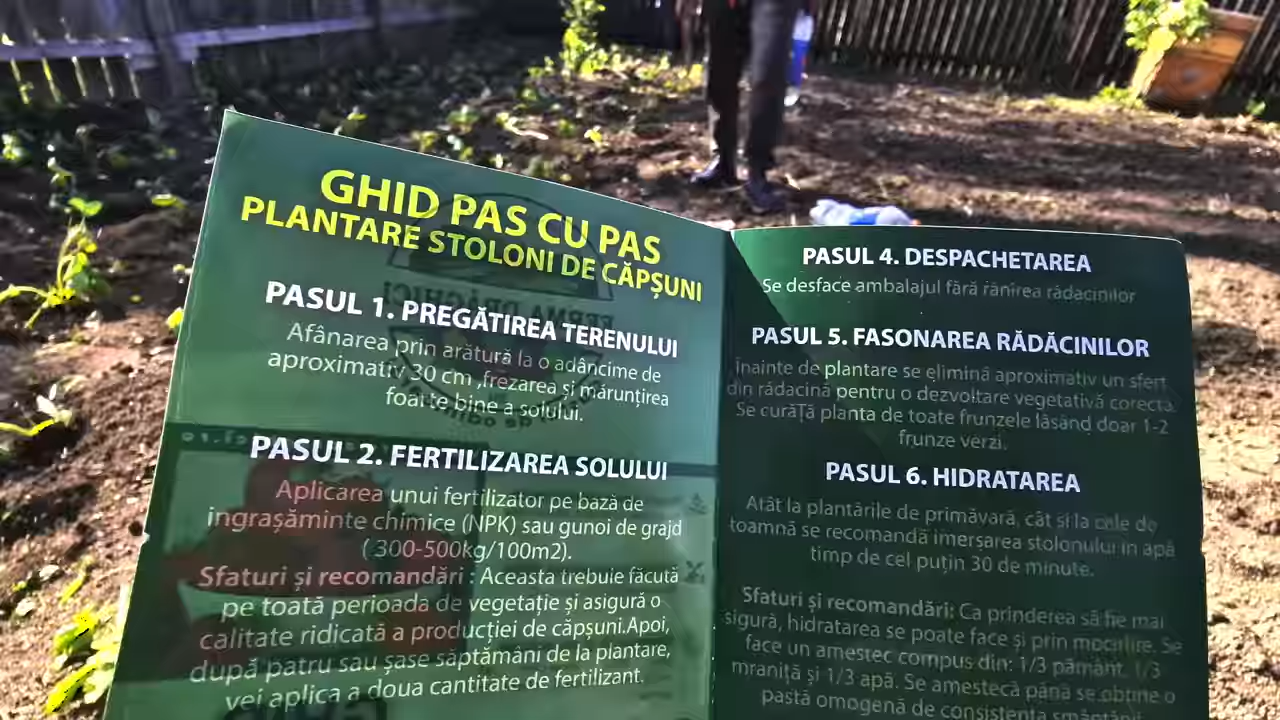 GHID PAS CU PAS
PLANTARE STOLONI DE CĂPȘUNI
PASUL 1. PREGĂTIREA TERENULUI
Afânarea prin arătură la o adâncime de
aproximativ 30 cm ,frezarea și mărunțirea
foarte bine a solului.
PASUL 2. FERTILIZAREA SOLULUI
Aplicarea unui fertilizator pe bază de
ingrașăminte chimice (NPK) sau gunoi de grajd
( 300-500kg/100m2).
Sfaturi și recomandări : Aceasta trebuie făcută
pe toată perioada de vegetație și asigură o
calitate ridicată a producției de căpșuni.Apoi,
după patru sau șase săptămâni de la plantare,
vei aplica a doua cantitate de fertilizant.
PASUL 4. DESPACHETAREA
Se desface ambalajul fără rănirea rădacinilor
PASUL 5. FASONAREA RĂDĂCINILOR
Înainte de plantare se elimină aproximativ un sfert
din rădacină pentru o dezvoltare vegetativă corectă.
Se curăță planta de toate frunzele lăsând doar 1-2
frunze verzi.
PASUL 6. HIDRATAREA
Atât la plantările de primăvară, cât și la cele de
toamnă se recomandă imersarea stolonului în apă
timp de cel puțin 30 de minute.
Sfaturi și recomandări: Ca prinderea să fie mai
sigură, hidratarea se poate face și prin mocirlire. Se
face un amestec compus din: 1/3 pământ, 1/3
mraniță și 1/3 apă. Se amestecă până se obține o
pastă omogenă de consistența